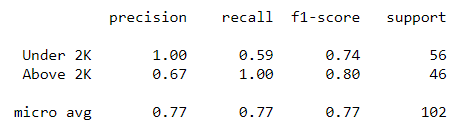 precision recall f1-score support
Under 2K 1.00 0.59 0.74 56
Above 2K 0.67 1.00 0.80 46
micro avg 0.77 0.77 0.77 102